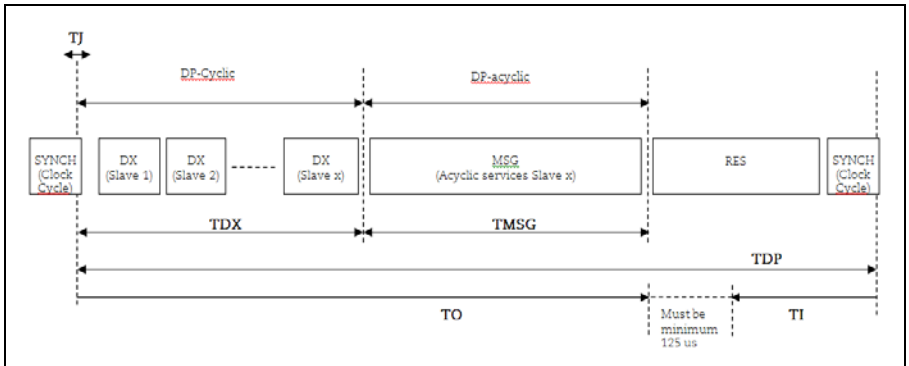 TJ
DP-Cyclic
DP-acyclic
SYNCH
(Clock
Cycle)
DX
(Slave 1)
DX
(Slave 2)
DX
(Slave x)
MSG
(Acyclic services Slave x)
RES
SYNCH
(Clock
Cycle)
TDX
TMSG
TDP
TO
Must be
minimum
125 us
TI